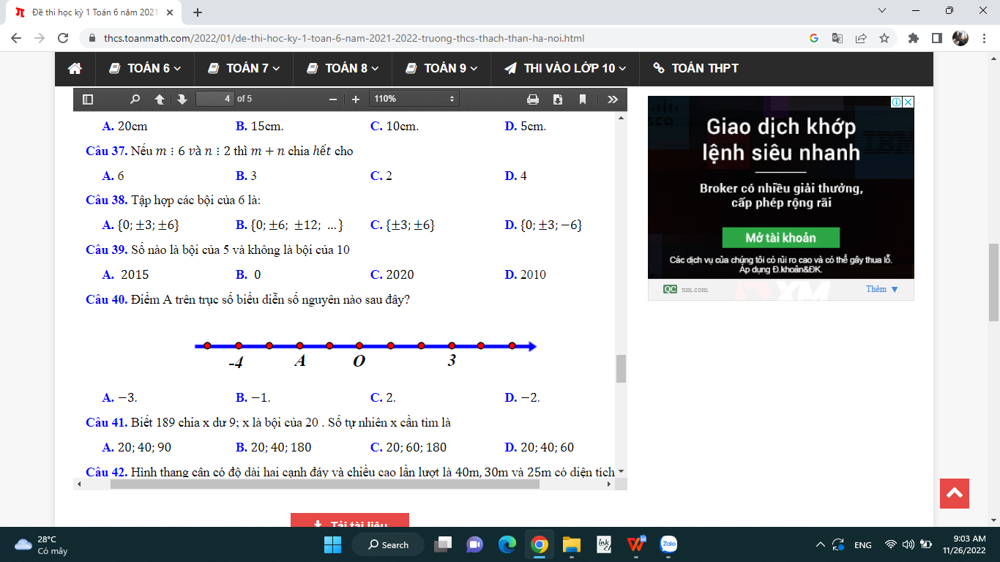 Đề thi học kỳ 1 Toán 6 năm 2021
thcs.toanmath.com/2022/01/de-thi-hoc-ky-1-toan-6-nam-2021-2022-truong-thcs-thach-than-ha-noi.html
TOÁN 6 TOÁN 7 TOÁN 8 TOÁN 9 THI VÀO LỚP 10 TOÁN THPT
4 of 5 110%
A. 20cm B. 15cm. C. 10cm. D. 5cm.
Câu 37. Nếu m ⋮ 6 và n ⋮ 2 thì m + n chia hết cho
A. 6 B. 3 C. 2 D. 4
Câu 38. Tập hợp các bội của 6 là:
A. {0; ±3; ±6} B. {0; ±6; ±12; …} C. {±3; ±6} D. {0; ±3; −6}
Câu 39. Số nào là bội của 5 và không là bội của 10
A. 2015 B. 0 C. 2020 D. 2010
Câu 40. Điểm A trên trục số biểu diễn số nguyên nào sau đây?
-4 A O 3
A. −3. B. −1. C. 2. D. −2.
Câu 41. Biết 189 chia x dư 9; x là bội của 20 . Số tự nhiên x cần tìm là
A. 20; 40; 90 B. 20; 40; 180 C. 20; 60; 180 D. 20; 40; 60
Câu 42. Hình thang cân có độ dài hai cạnh đáy và chiều cao lần lượt là 40m, 30m và 25m có diện tích
Tải tài liệu
Giao dịch khớp
lệnh siêu nhanh
Broker có nhiều giải thưởng,
cấp phép rộng rãi
Mở tài khoản
Các dịch vụ của chúng tôi có rủi ro cao và có thể gây thua lỗ.
Áp dụng Đ.khoản&ĐK.
QC xm.com Thêm
28°C
Có mây
Search
Zalo
ENG
9:03 AM
11/26/2022